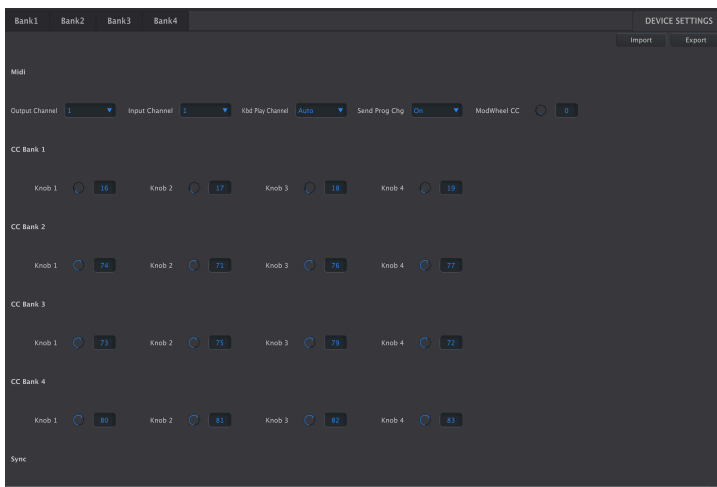 Bank1 Bank2 Bank3 Bank4 DEVICE SETTINGS
Import Export
Midi
Output Channel 1 Input Channel 1 Kbd Play Channel Auto Send Prog Chg On ModWheel CC 0
CC Bank 1
Knob 1 16 Knob 2 17 Knob 3 18 Knob 4 19
CC Bank 2
Knob 1 74 Knob 2 71 Knob 3 76 Knob 4 77
CC Bank 3
Knob 1 73 Knob 2 75 Knob 3 79 Knob 4 72
CC Bank 4
Knob 1 80 Knob 2 81 Knob 3 82 Knob 4 83
Sync